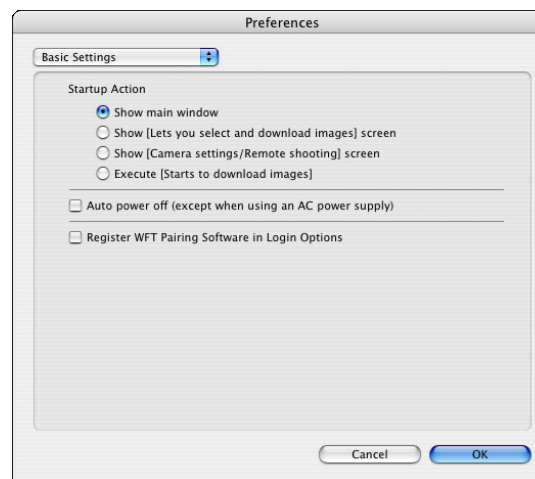 Preferences
Basic Settings
Startup Action
Show main window
Show [Lets you select and download images] screen
Show [Camera settings/Remote shooting] screen
Execute [Starts to download images]
Auto power off (except when using an AC power supply)
Register WFT Pairing Software in Login Options
Cancel OK